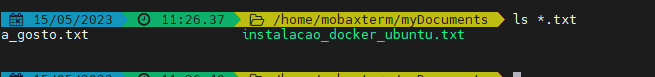 15/05/2023 11:26.37 /home/mobaxterm/myDocuments ls *.txt
a_gosto.txt instalacao_docker_ubuntu.txt